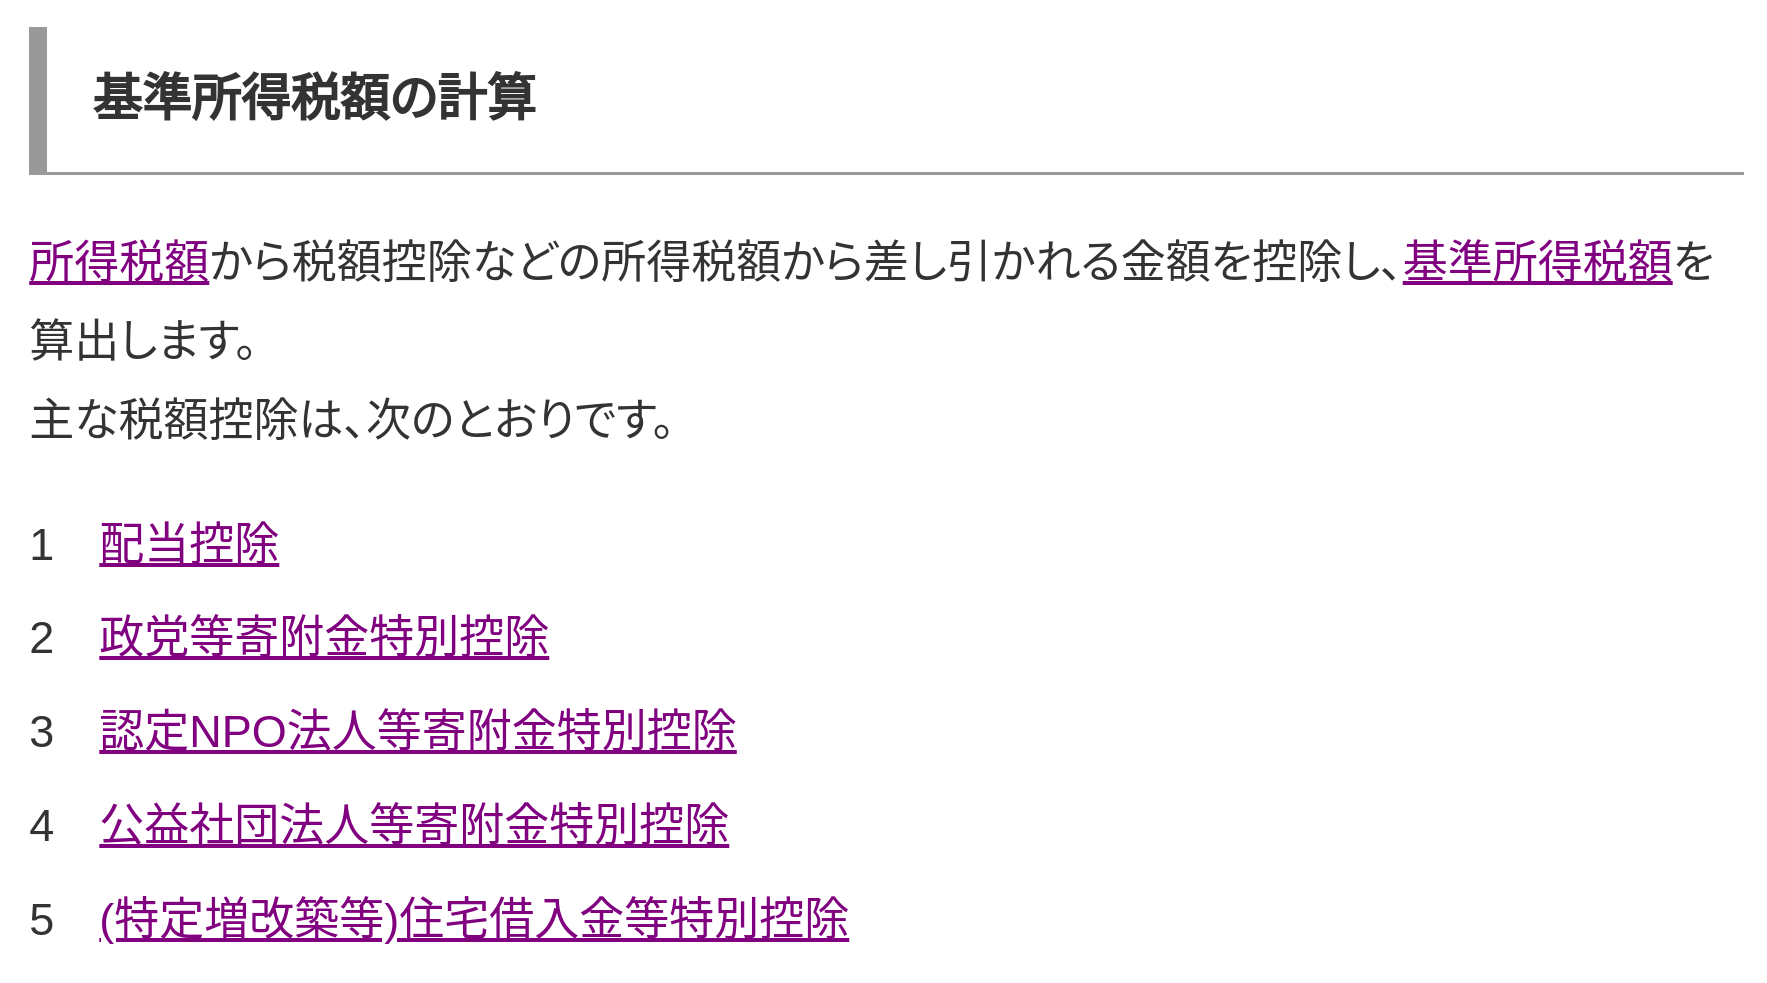 基準所得税額の計算
所得税額から税額控除などの所得税額から差し引かれる金額を控除し、基準所得税額を
算出します。
主な税額控除は、次のとおりです。
1 配当控除
2 政党等寄附金特別控除
3 認定NPO法人等寄附金特別控除
4 公益社団法人等寄附金特別控除
5 (特定増改築等)住宅借入金等特別控除